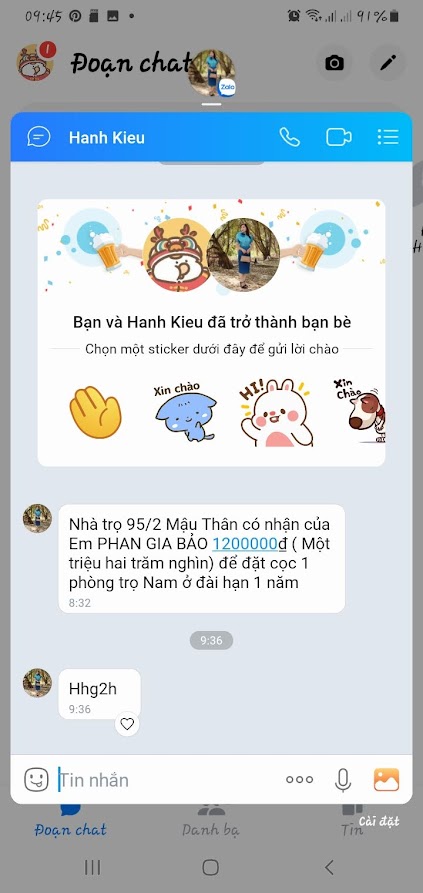 09:45
91%
1
Đoạn chat
Zalo
Hanh Kieu
Bạn và Hanh Kieu đã trở thành bạn bè
Chọn một sticker dưới đây để gửi lời chào
Xin chào
HI!
Xin
Chào
Nhà trọ 95/2 Mậu Thân có nhận của
Em PHAN GIA BẢO 1200000đ ( Một
triệu hai trăm nghìn) để đặt cọc 1
phòng trọ Nam ở đài hạn 1 năm
8:32
9:36
Hhg2h
9:36
Tin nhắn
Đoạn chat
Danh bạ
Tin
Cài đặt